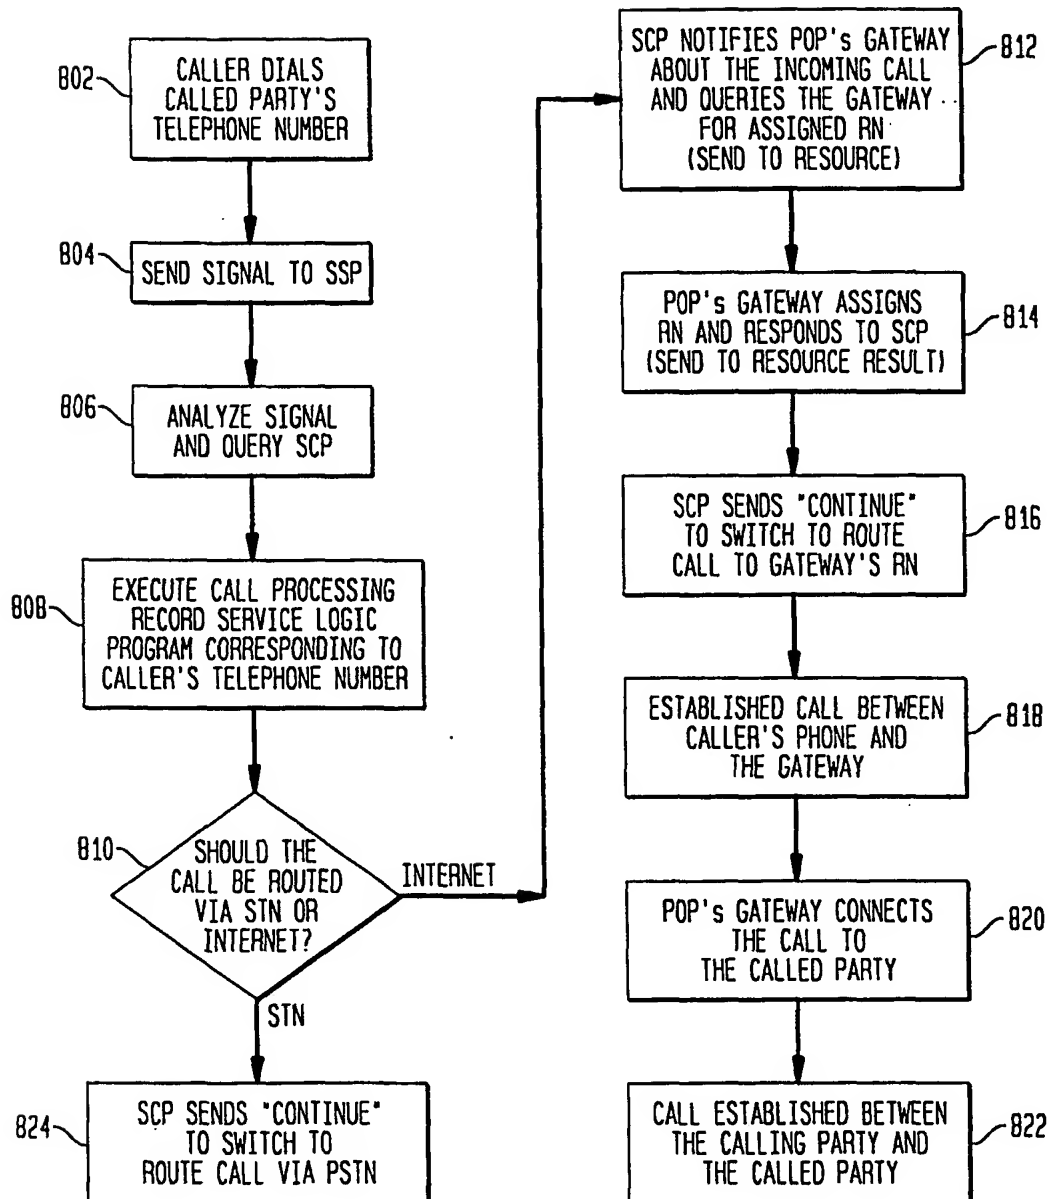 802
CALLER DIALS
CALLED PARTY'S
TELEPHONE NUMBER
804
SEND SIGNAL TO SSP
806
ANALYZE SIGNAL
AND QUERY SCP
808
EXECUTE CALL PROCESSING
RECORD SERVICE LOGIC
PROGRAM CORRESPONDING TO
CALLER'S TELEPHONE NUMBER
810
SHOULD THE
CALL BE ROUTED
VIA STN OR
INTERNET?
INTERNET
STN
824
SCP SENDS "CONTINUE"
TO SWITCH TO
ROUTE CALL VIA PSTN
812
SCP NOTIFIES POP's GATEWAY
ABOUT THE INCOMING CALL
AND QUERIES THE GATEWAY
FOR ASSIGNED RN
(SEND TO RESOURCE)
814
POP's GATEWAY ASSIGNS
RN AND RESPONDS TO SCP
(SEND TO RESOURCE RESULT)
816
SCP SENDS "CONTINUE"
TO SWITCH TO ROUTE
CALL TO GATEWAY'S RN
818
ESTABLISHED CALL BETWEEN
CALLER'S PHONE AND
THE GATEWAY
820
POP's GATEWAY CONNECTS
THE CALL TO
THE CALLED PARTY
822
CALL ESTABLISHED BETWEEN
THE CALLING PARTY AND
THE CALLED PARTY